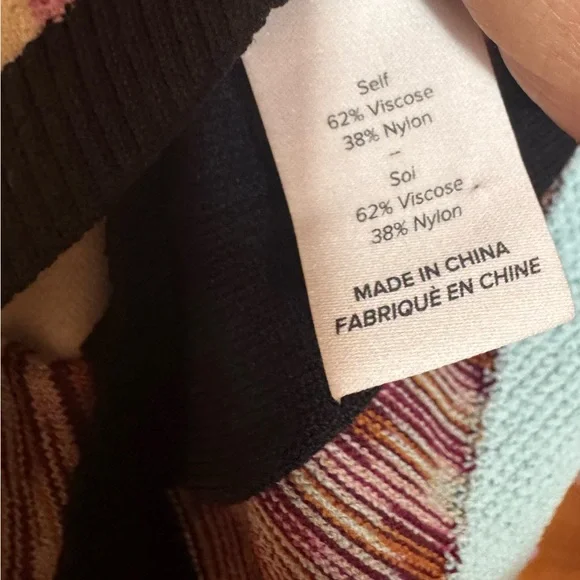 Self
62% Viscose
38% Nylon
–
Soi
62% Viscose
38% Nylon
MADE IN CHINA
FABRIQUÈ EN CHINE